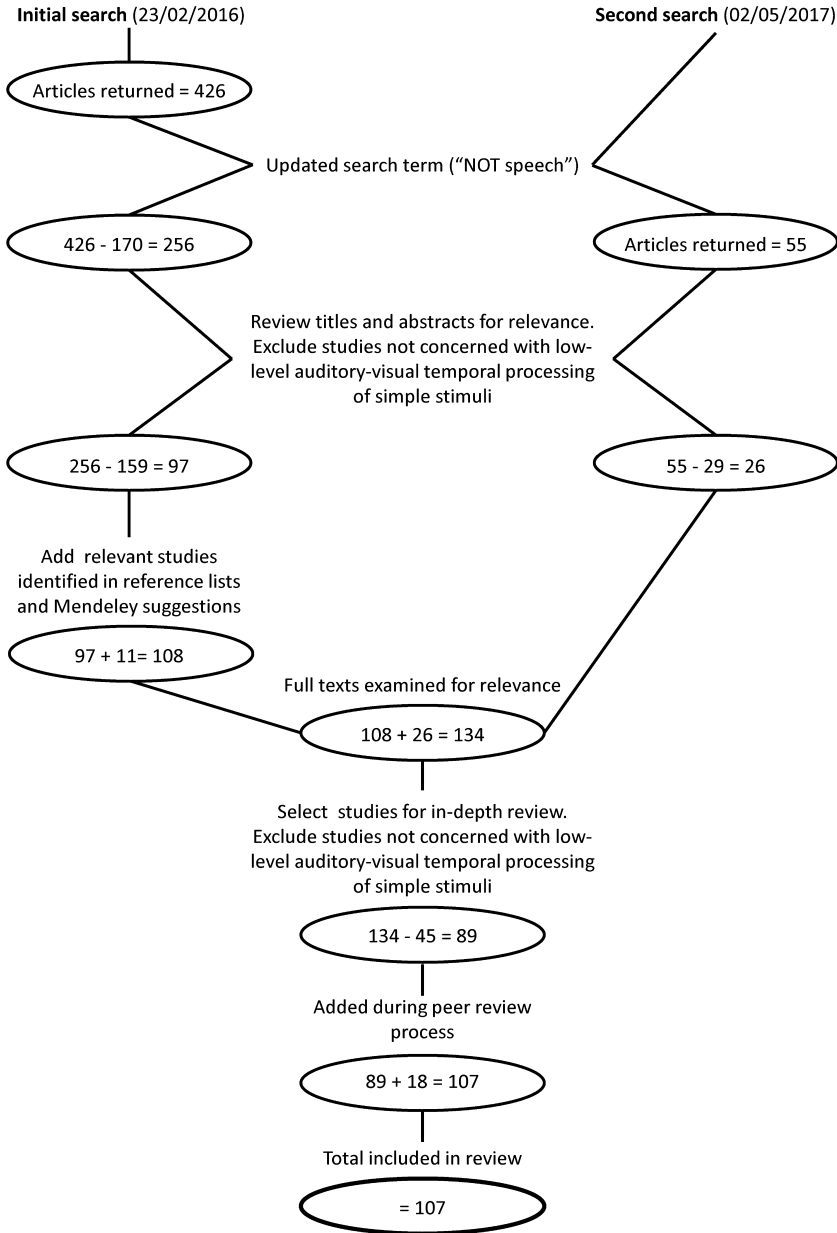 Initial search (23/02/2016)
Second search (02/05/2017)
Articles returned = 426
Updated search term (“NOT speech”)
426 - 170 = 256
Articles returned = 55
Review titles and abstracts for relevance.
Exclude studies not concerned with low-
level auditory-visual temporal processing
of simple stimuli
256 - 159 = 97
55 - 29 = 26
Add  relevant studies
identified in reference lists
and Mendeley suggestions
97 + 11= 108
Full texts examined for relevance
108 + 26 = 134
Select  studies for in-depth review.
Exclude studies not concerned with low-
level auditory-visual temporal processing
of simple stimuli
134 - 45 = 89
Added during peer review
process
89 + 18 = 107
Total included in review
= 107